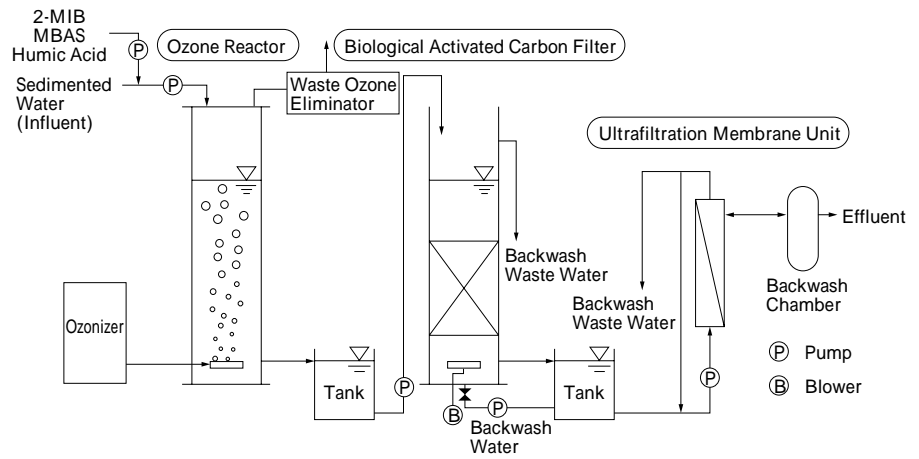 2-MIB
MBAS
Humic Acid
P
Ozone Reactor
Biological Activated Carbon Filter
Sedimented
Water
(Influent)
P
Waste Ozone
Eliminator
Ultrafiltration Membrane Unit
Effluent
Backwash
Waste Water
Backwash
Waste Water
Backwash
Chamber
Ozonizer
P Pump
B Blower
Tank
P
B
P
Backwash
Water
Tank
P